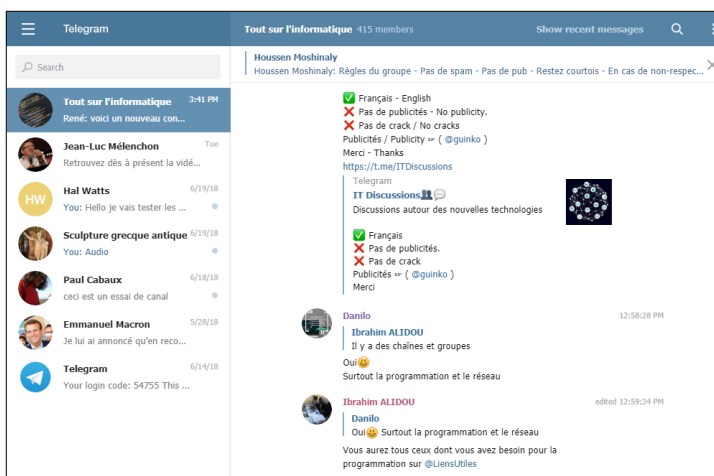 Telegram
Tout sur l'informatique 415 members
Show recent messages
Search
Houssen Moshinaly
Houssen Moshinaly: Règles du groupe - Pas de spam - Pas de pub - Restez courtois - En cas de non-respec...
Tout sur l'informatique 3:41 PM
René: voici un nouveau con...
Jean-Luc Mélenchon Tue
Retrouvez dès à présent la vidé...
HW
Hal Watts 6/19/18
You: Hello je vais tester les ...
Sculpture grecque antique 6/19/18
You: Audio
Paul Cabaux 6/18/18
ceci est un essai de canal
Emmanuel Macron 5/28/18
Je lui ai annoncé qu'en reco...
Telegram 6/14/18
Your login code: 54755 This ...
✅ Français - English
❌ Pas de publicités - No publicity.
❌ Pas de crack / No cracks
Publicités / Publicity ☞ ( @guinko )
Merci - Thanks
https://t.me/ITDiscussions
Telegram
IT Discussions👥💬
Discussions autour des nouvelles technologies
✅ Français
❌ Pas de publicités.
❌ Pas de crack
Publicités ☞ ( @guinko )
Merci
Danilo 12:58:28 PM
Ibrahim ALIDOU
Il y a des chaînes et groupes
Oui😀
Surtout la programmation et le réseau
Ibrahim ALIDOU edited 12:59:34 PM
Danilo
Oui😀 Surtout la programmation et le réseau
Vous aurez tous ceux dont vous avez besoin pour la
programmation sur @LiensUtiles